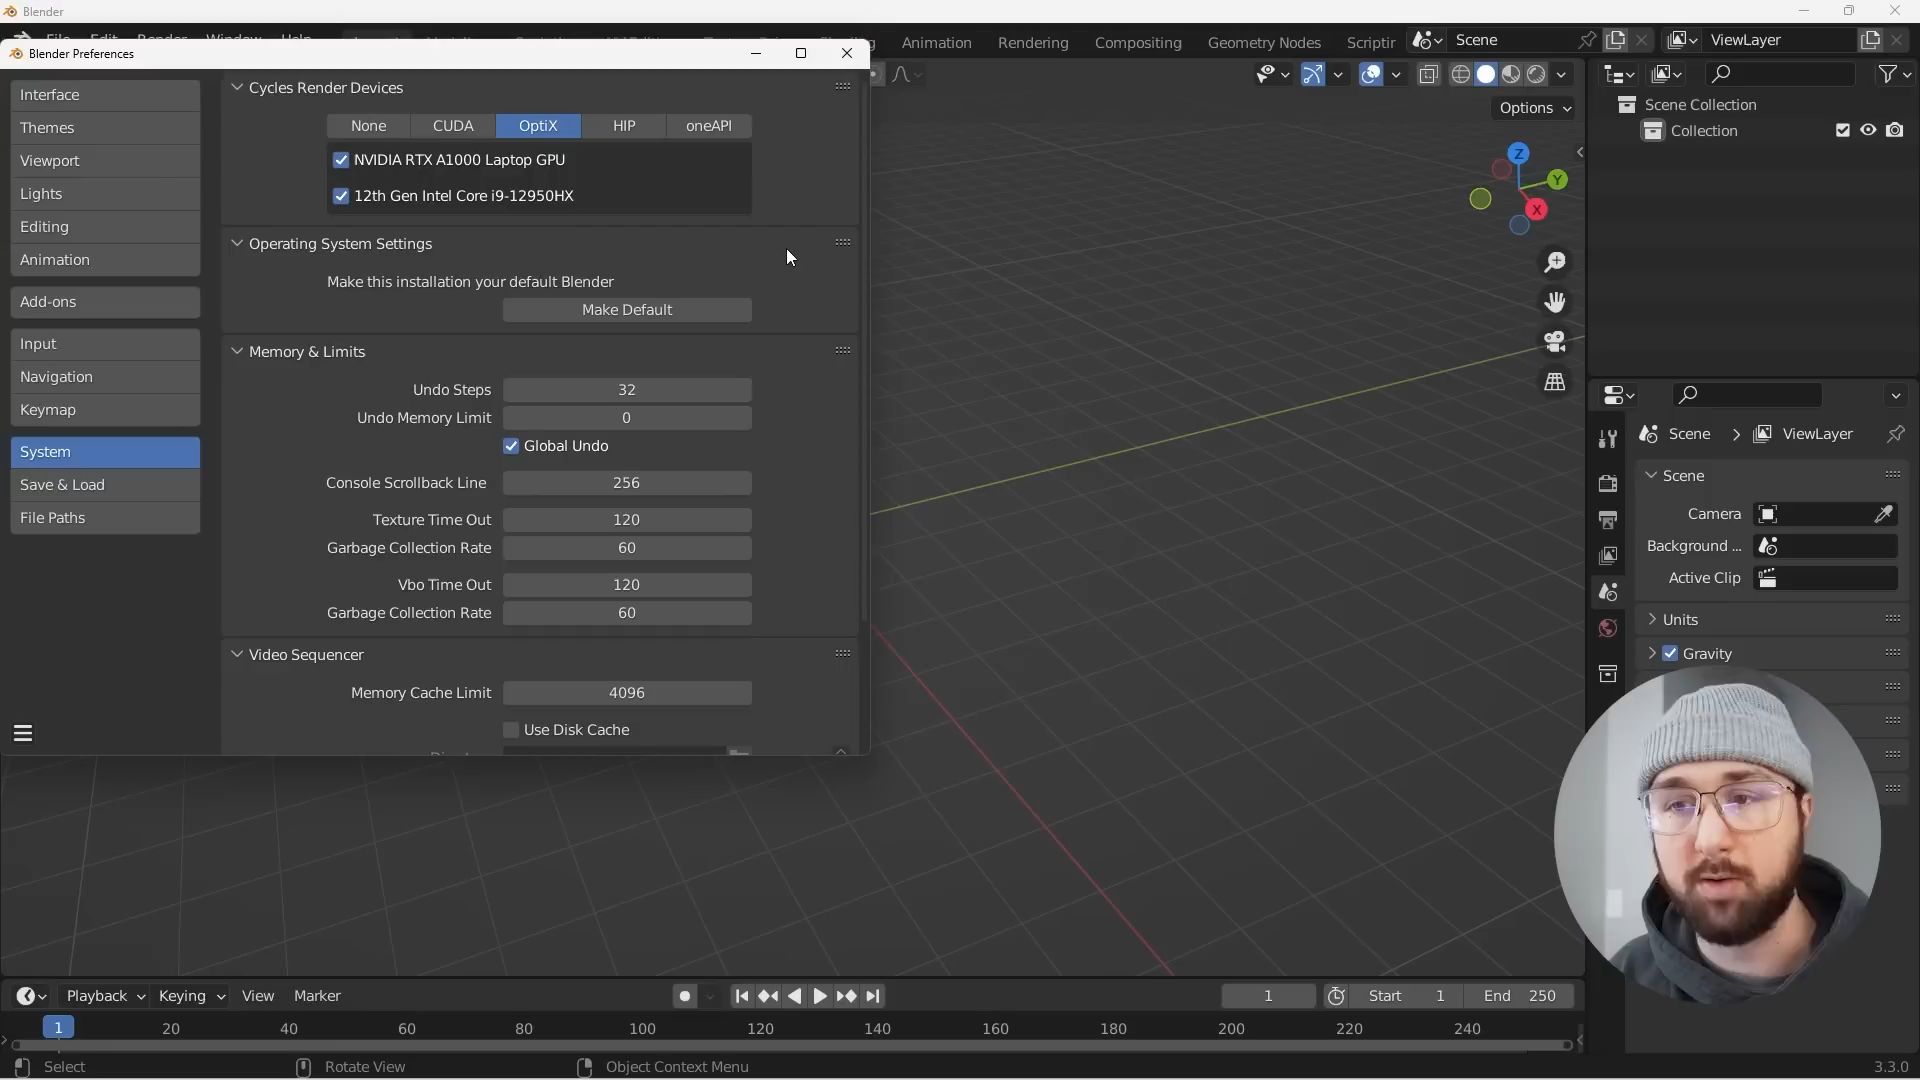 Blender
File Edit Render Window Help
Animation Rendering Compositing Geometry Nodes Scriptir Scene ViewLayer
Blender Preferences
Options
Scene Collection
Collection
Z
Y
X
Interface
Themes
Viewport
Lights
Editing
Animation
Add-ons
Input
Navigation
Keymap
System
Save & Load
File Paths
Cycles Render Devices
None CUDA OptiX HIP oneAPI
NVIDIA RTX A1000 Laptop GPU
12th Gen Intel Core i9-12950HX
Operating System Settings
Make this installation your default Blender
Make Default
Memory & Limits
Undo Steps 32
Undo Memory Limit 0
Global Undo
Console Scrollback Line 256
Texture Time Out 120
Garbage Collection Rate 60
Vbo Time Out 120
Garbage Collection Rate 60
Video Sequencer
Memory Cache Limit 4096
Use Disk Cache
Scene > ViewLayer
Scene
Camera
Background ...
Active Clip
Units
Gravity
Playback Keying View Marker
1 Start 1 End 250
1 20 40 60 80 100 120 140 160 180 200 220 240
Select Rotate View Object Context Menu 3.3.0